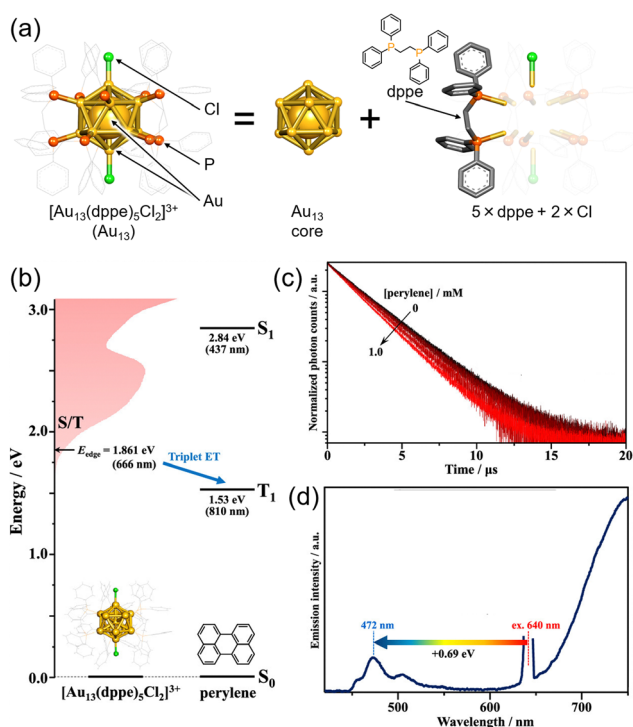 (a)
Cl
P
Au
[Au13(dppe)5Cl2]3+
(Au13)
=
Au13
core
+
dppe
P
P
5 × dppe + 2 × Cl
(b)
Energy / eV
3.0
2.0
1.0
0.0
S/T
Eedge = 1.861 eV
(666 nm)
Triplet ET
S1
2.84 eV
(437 nm)
T1
1.53 eV
(810 nm)
S0
[Au13(dppe)5Cl2]3+
perylene
(c)
Normalized photon counts / a.u.
[perylene] / mM
0
1.0
0
5
10
15
20
Time / μs
(d)
Emission intensity / a.u.
472 nm
ex. 640 nm
+0.69 eV
500
600
700
Wavelength / nm